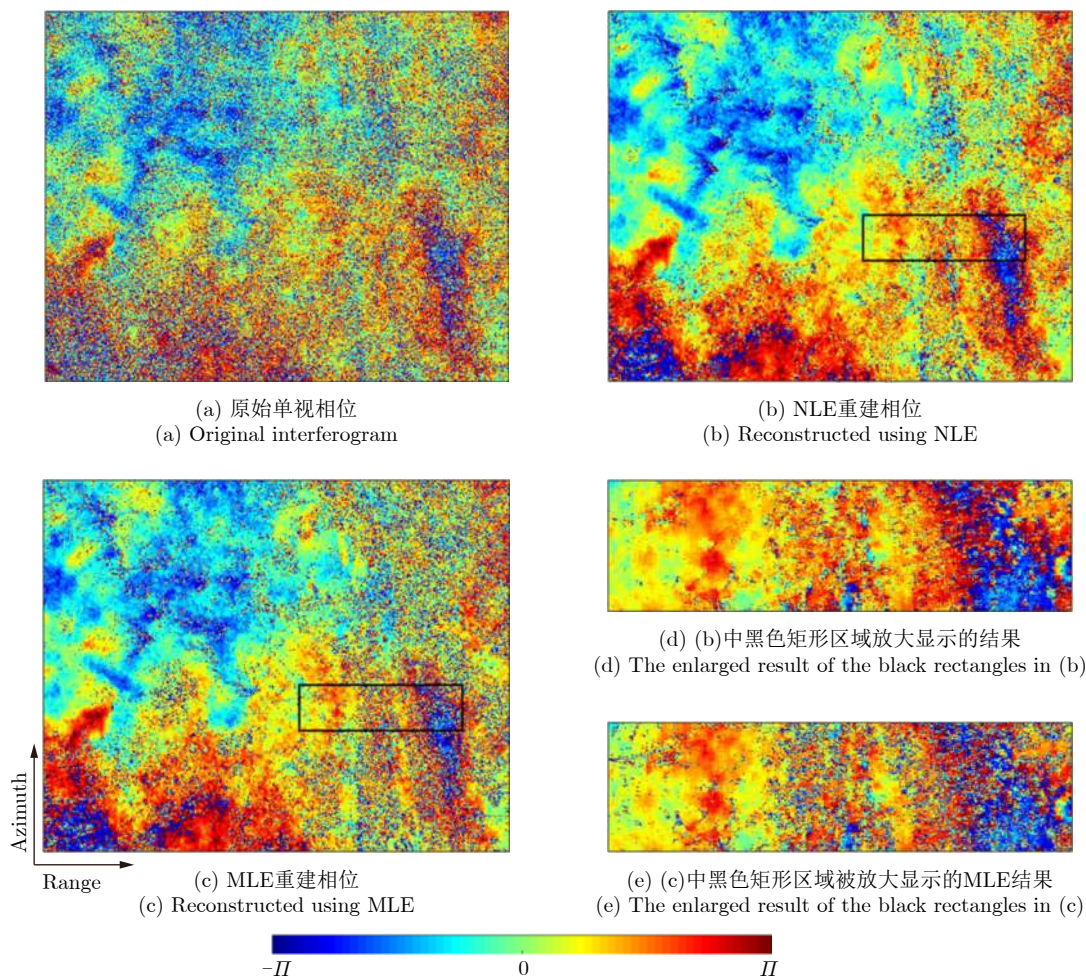 (a) 原始单视相位
(a) Original interferogram
(b) NLE重建相位
(b) Reconstructed using NLE
Azimuth
Range
(c) MLE重建相位
(c) Reconstructed using MLE
(d) (b)中黑色矩形区域放大显示的结果
(d) The enlarged result of the black rectangles in (b)
(e) (c)中黑色矩形区域被放大显示的MLE结果
(e) The enlarged result of the black rectangles in (c)
−Π 0 Π